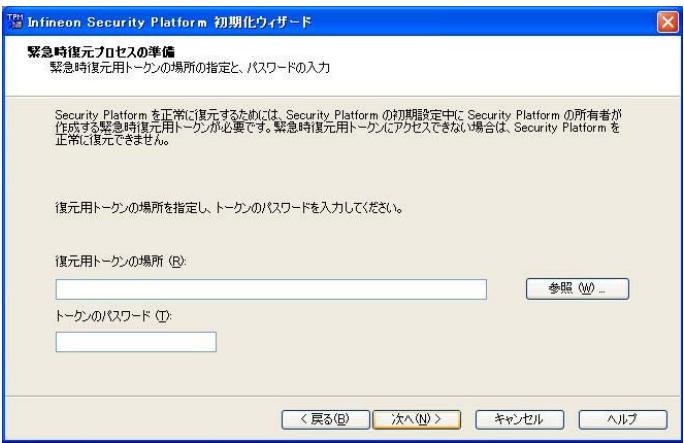 Infineon Security Platform 初期化ウィザード
緊急時復元プロセスの準備
緊急時復元用トークンの場所の指定と、パスワードの入力
Security Platform を正常に復元するためには、Security Platform の初期設定中に Security Platform の所有者が
作成する緊急時復元用トークンが必要です。緊急時復元用トークンにアクセスできない場合は、Security Platform を
正常に復元できません。
復元用トークンの場所を指定し、トークンのパスワードを入力してください。
復元用トークンの場所 (R):
参照 (W) ...
トークンのパスワード (T):
< 戻る(B)
次へ(N) >
キャンセル
ヘルプ